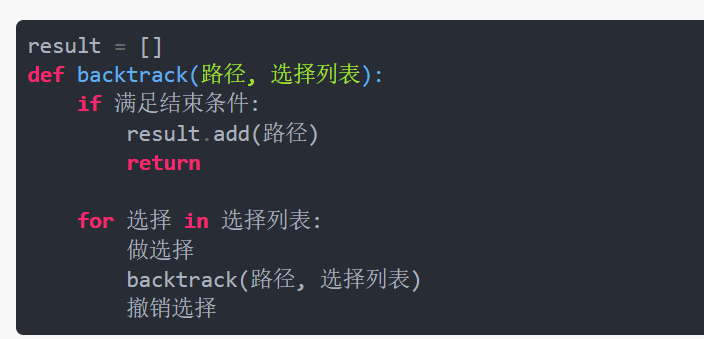 result = []
def backtrack(路径, 选择列表):
    if 满足结束条件:
        result.add(路径)
        return
    for 选择 in 选择列表:
        做选择
        backtrack(路径, 选择列表)
        撤销选择